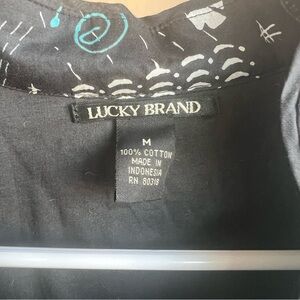 LUCKY BRAND
M
100% COTTON
MADE IN
INDONESIA
RN 80318